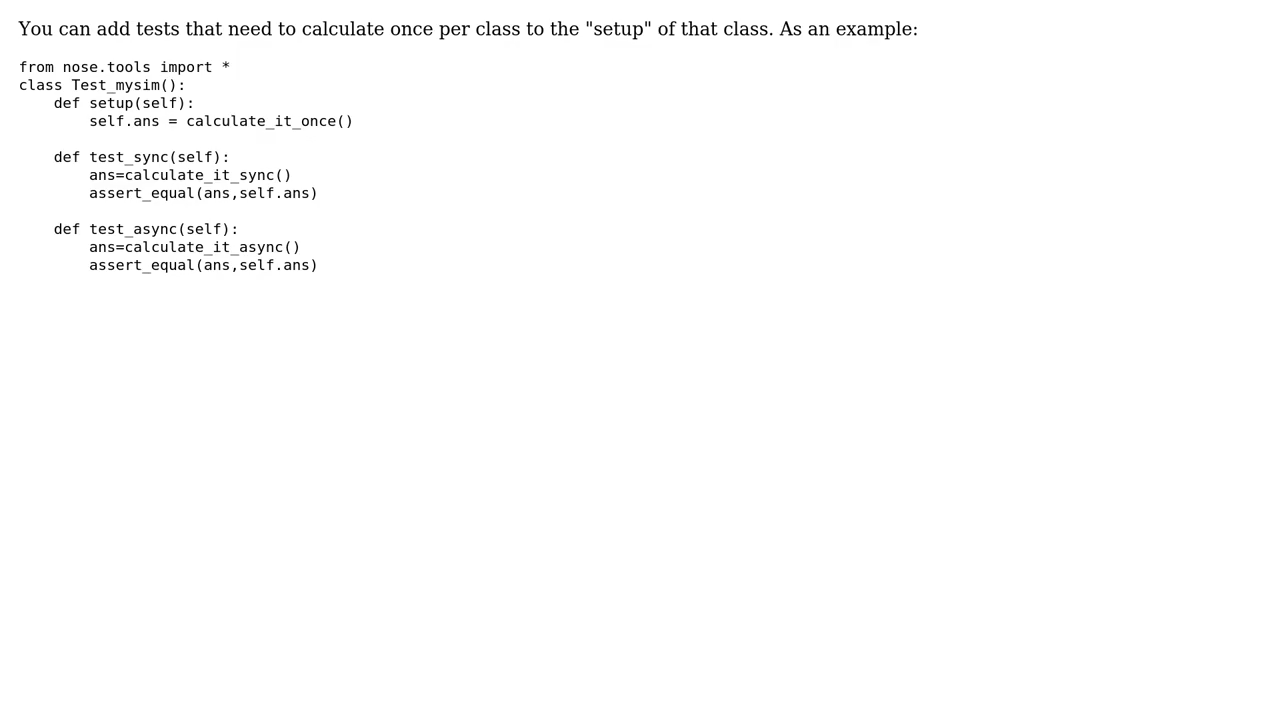 You can add tests that need to calculate once per class to the "setup" of that class. As an example:
from nose.tools import *
class Test_mysim():
    def setup(self):
        self.ans = calculate_it_once()

    def test_sync(self):
        ans=calculate_it_sync()
        assert_equal(ans,self.ans)

    def test_async(self):
        ans=calculate_it_async()
        assert_equal(ans,self.ans)